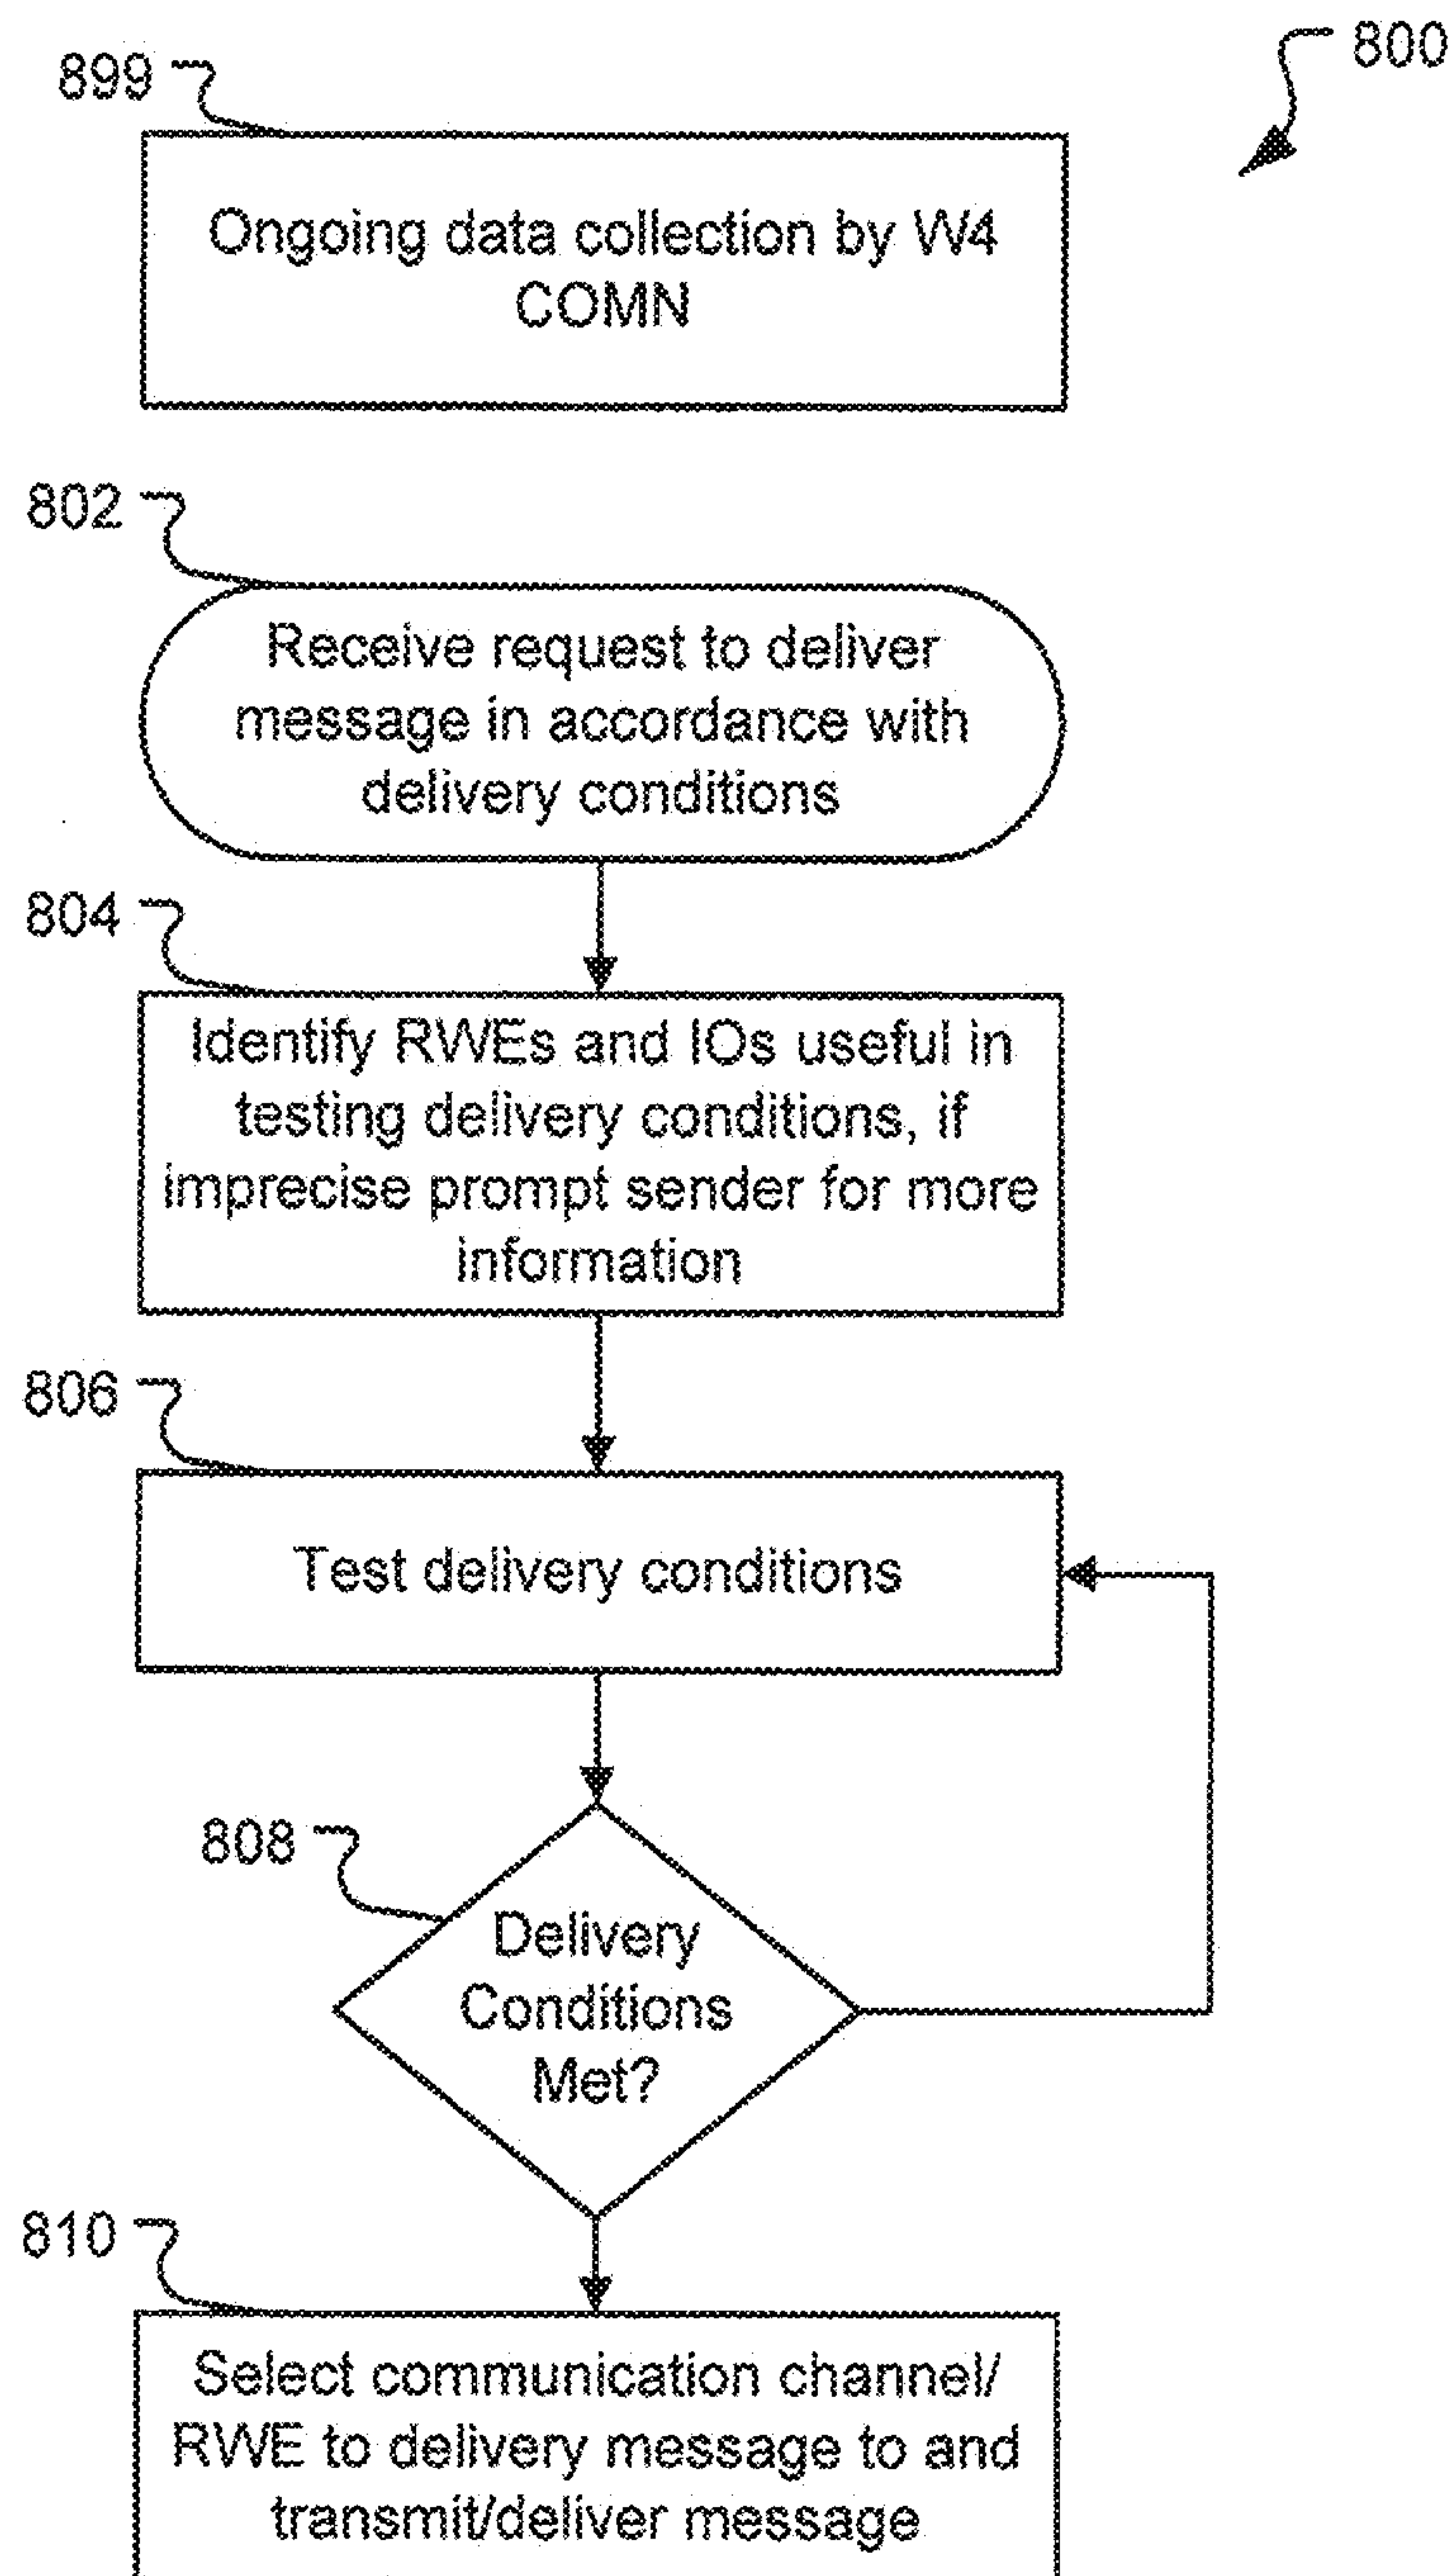 800
899
Ongoing data collection by W4
COMN
802
Receive request to deliver
message in accordance with
delivery conditions
804
Identify RWEs and IOs useful in
testing delivery conditions, if
imprecise prompt sender for more
information
806
Test delivery conditions
808
Delivery
Conditions
Met?
810
Select communication channel/
RWE to delivery message to and
transmit/deliver message